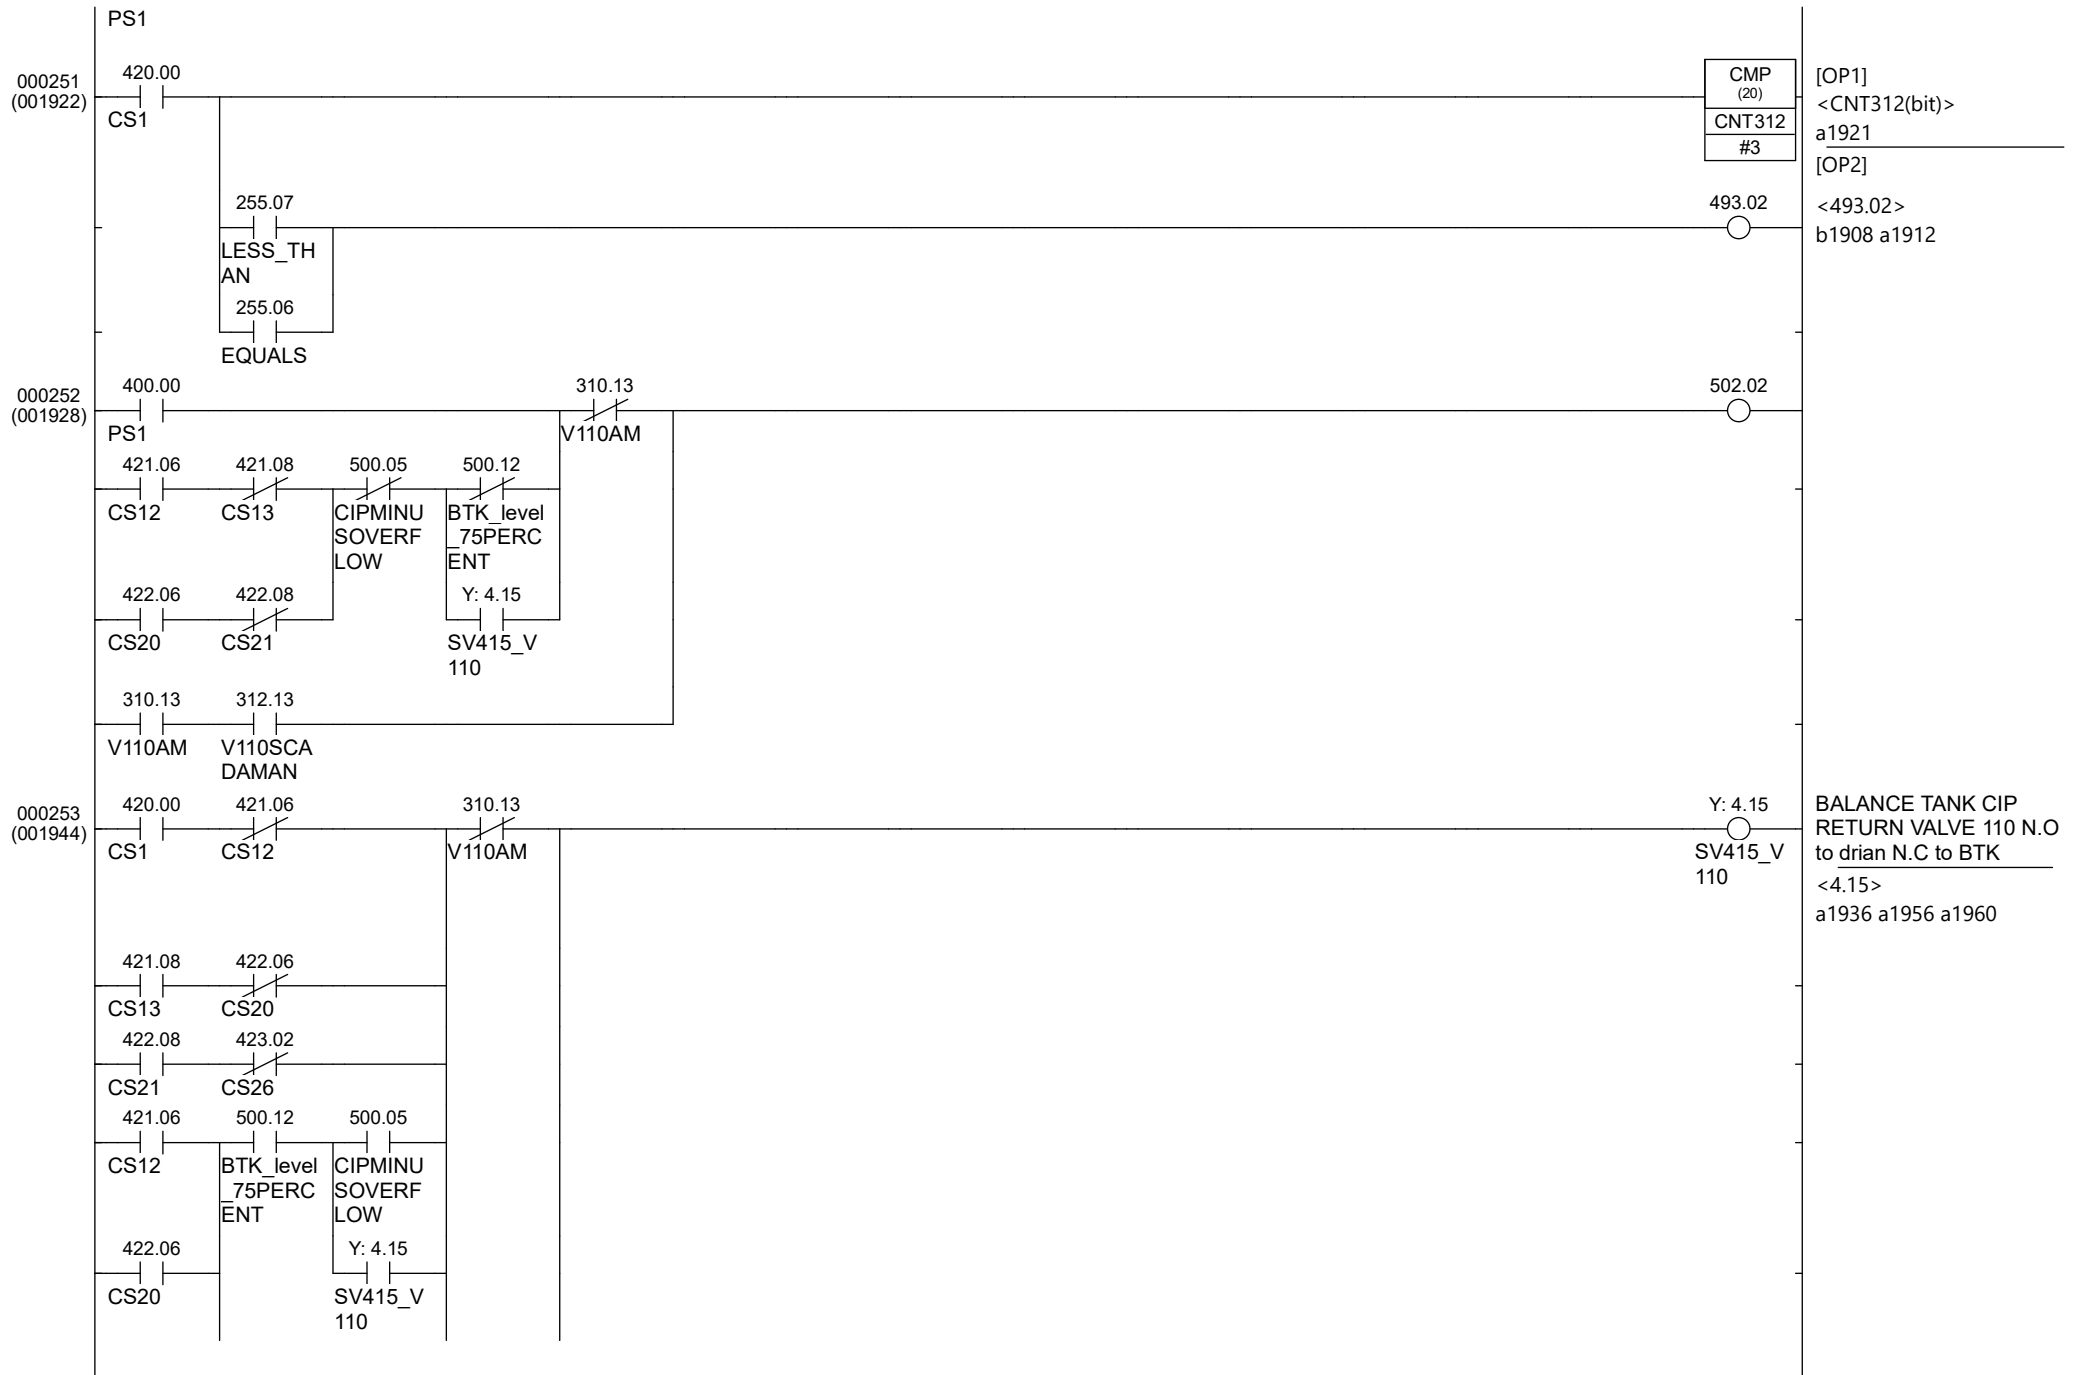 PS1
000251
(001922)
420.00
CS1
CMP
(20)
CNT312
#3
[OP1]
<CNT312(bit)>
a1921
[OP2]
255.07
LESS_TH
AN
493.02
<493.02>
b1908 a1912
255.06
EQUALS
000252
(001928)
400.00
PS1
310.13
V110AM
502.02
421.06
CS12
421.08
CS13
500.05
CIPMINU
SOVERF
LOW
500.12
BTK_level
_75PERC
ENT
422.06
CS20
422.08
CS21
Y: 4.15
SV415_V
110
310.13
V110AM
312.13
V110SCA
DAMAN
000253
(001944)
420.00
CS1
421.06
CS12
310.13
V110AM
Y: 4.15
SV415_V
110
BALANCE TANK CIP
RETURN VALVE 110 N.O
to drian N.C to BTK
<4.15>
a1936 a1956 a1960
421.08
CS13
422.06
CS20
422.08
CS21
423.02
CS26
421.06
CS12
500.12
BTK_level
_75PERC
ENT
500.05
CIPMINU
SOVERF
LOW
422.06
CS20
Y: 4.15
SV415_V
110